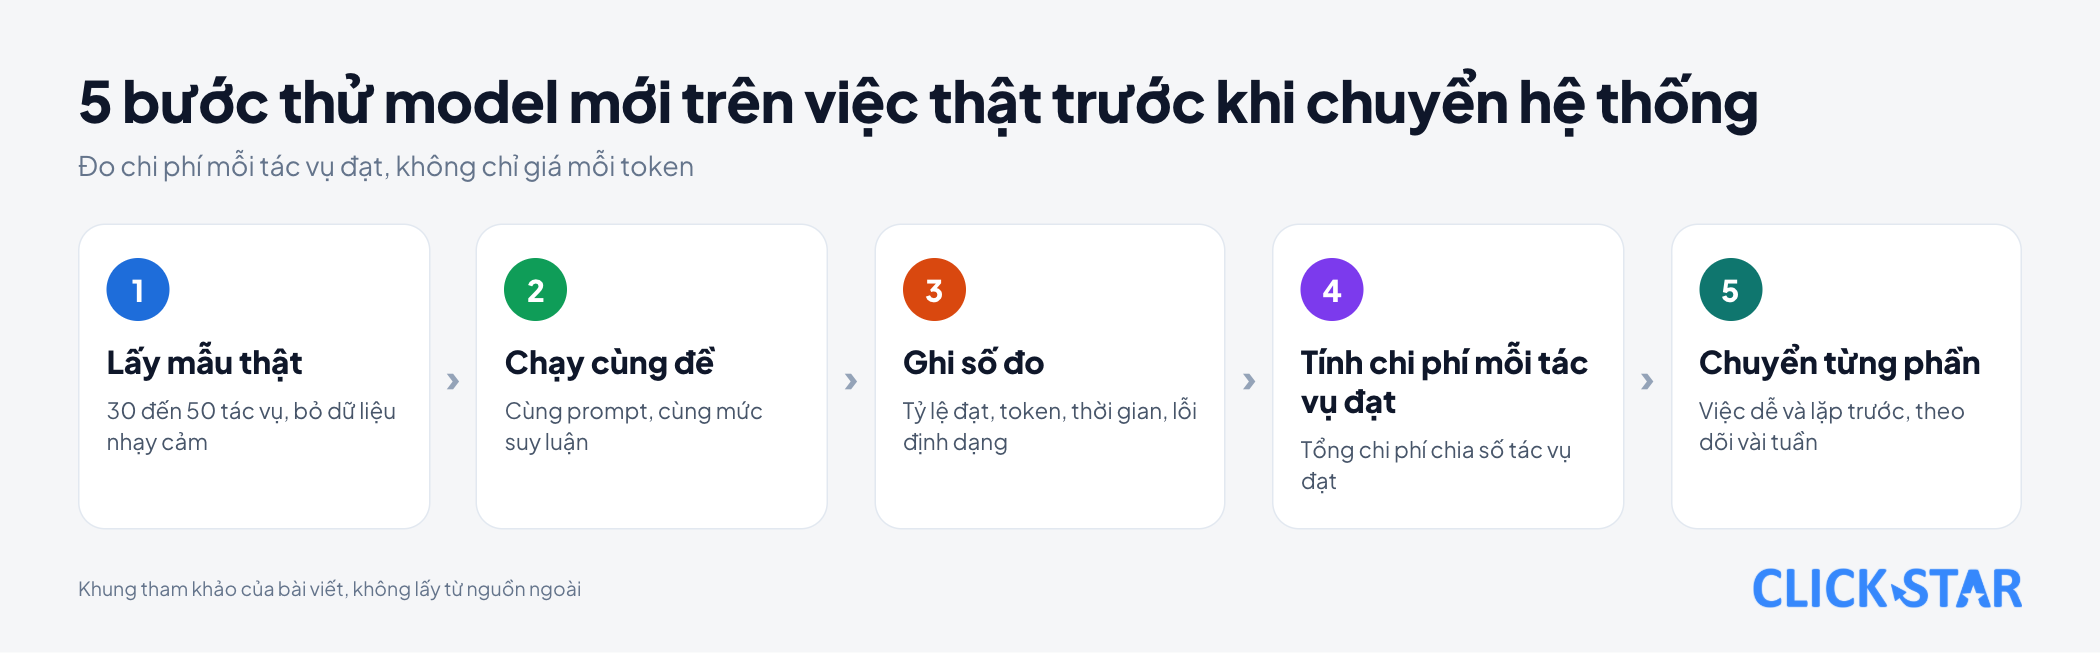 5 bước thử model mới trên việc thật trước khi chuyển hệ thống
Đo chi phí mỗi tác vụ đạt, không chỉ giá mỗi token
1
Lấy mẫu thật
30 đến 50 tác vụ, bỏ dữ liệu
nhạy cảm
›
2
Chạy cùng đề
Cùng prompt, cùng mức
suy luận
›
3
Ghi số đo
Tỷ lệ đạt, token, thời gian, lỗi
định dạng
›
4
Tính chi phí mỗi tác
vụ đạt
Tổng chi phí chia số tác vụ
đạt
›
5
Chuyển từng phần
Việc dễ và lặp trước, theo
dõi vài tuần
Khung tham khảo của bài viết, không lấy từ nguồn ngoài
CLICK STAR